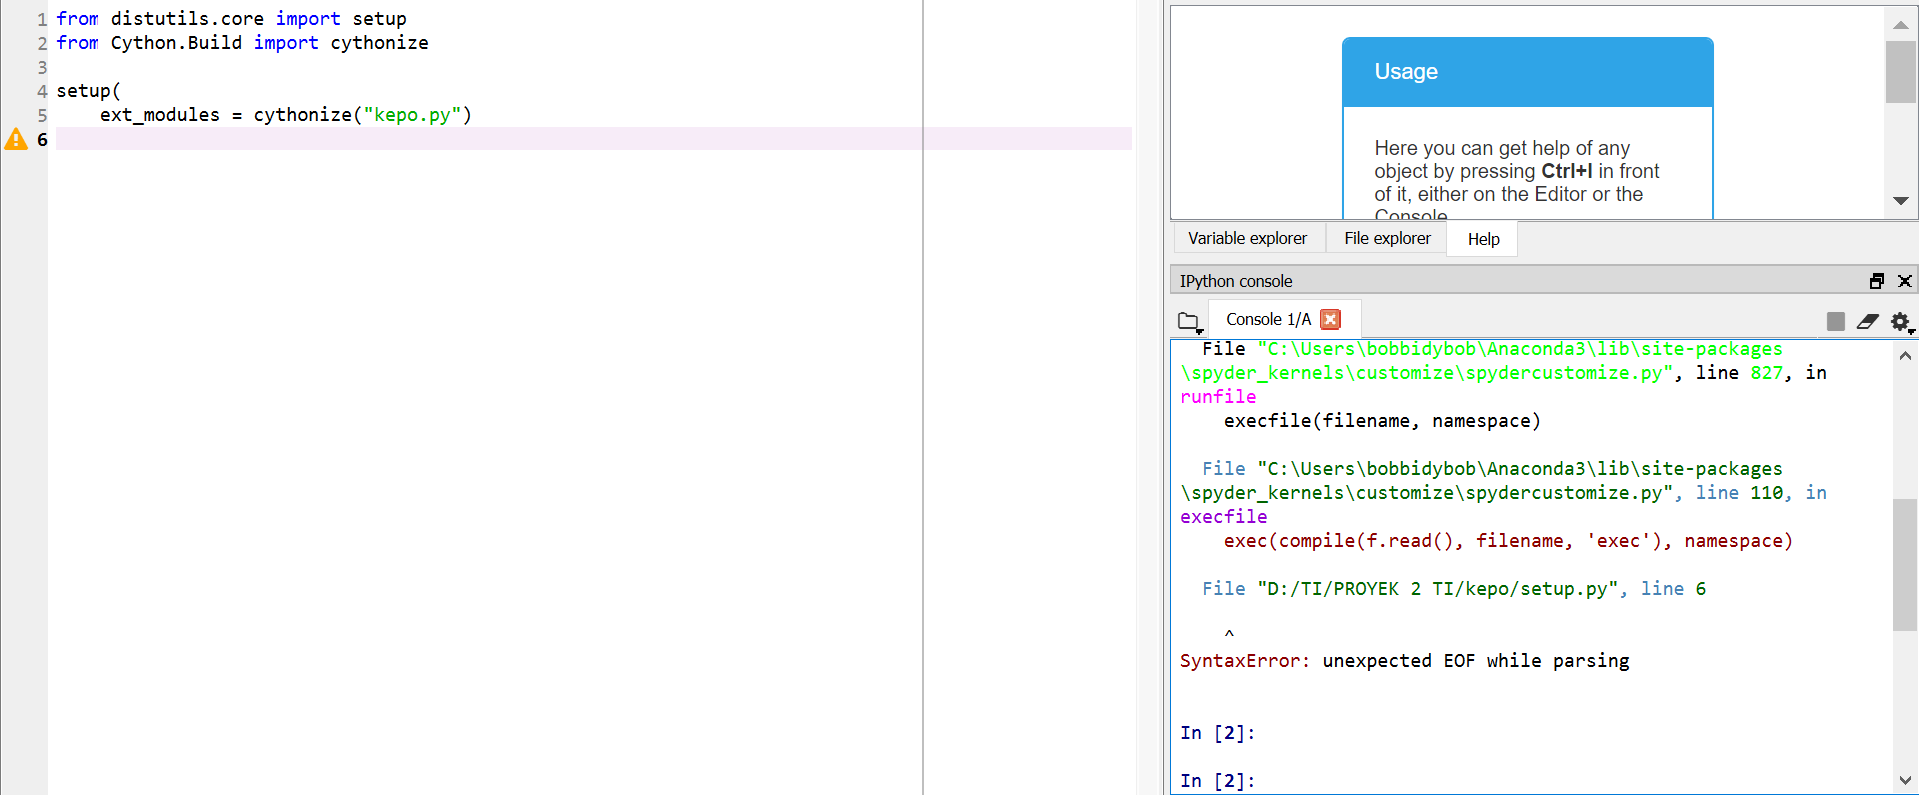 1 from distutils.core import setup
2 from Cython.Build import cythonize
3
4 setup(
5     ext_modules = cythonize("kepo.py")
6
Usage
Here you can get help of any
object by pressing Ctrl+I in front
of it, either on the Editor or the
Console
Variable explorer File explorer Help
IPython console
Console 1/A
  File "C:\Users\bobbidybob\Anaconda3\lib\site-packages
\spyder_kernels\customize\spydercustomize.py", line 827, in
runfile
    execfile(filename, namespace)
  File "C:\Users\bobbidybob\Anaconda3\lib\site-packages
\spyder_kernels\customize\spydercustomize.py", line 110, in
execfile
    exec(compile(f.read(), filename, 'exec'), namespace)
  File "D:/TI/PROYEK 2 TI/kepo/setup.py", line 6
    ^
SyntaxError: unexpected EOF while parsing
In [2]:
In [2]: